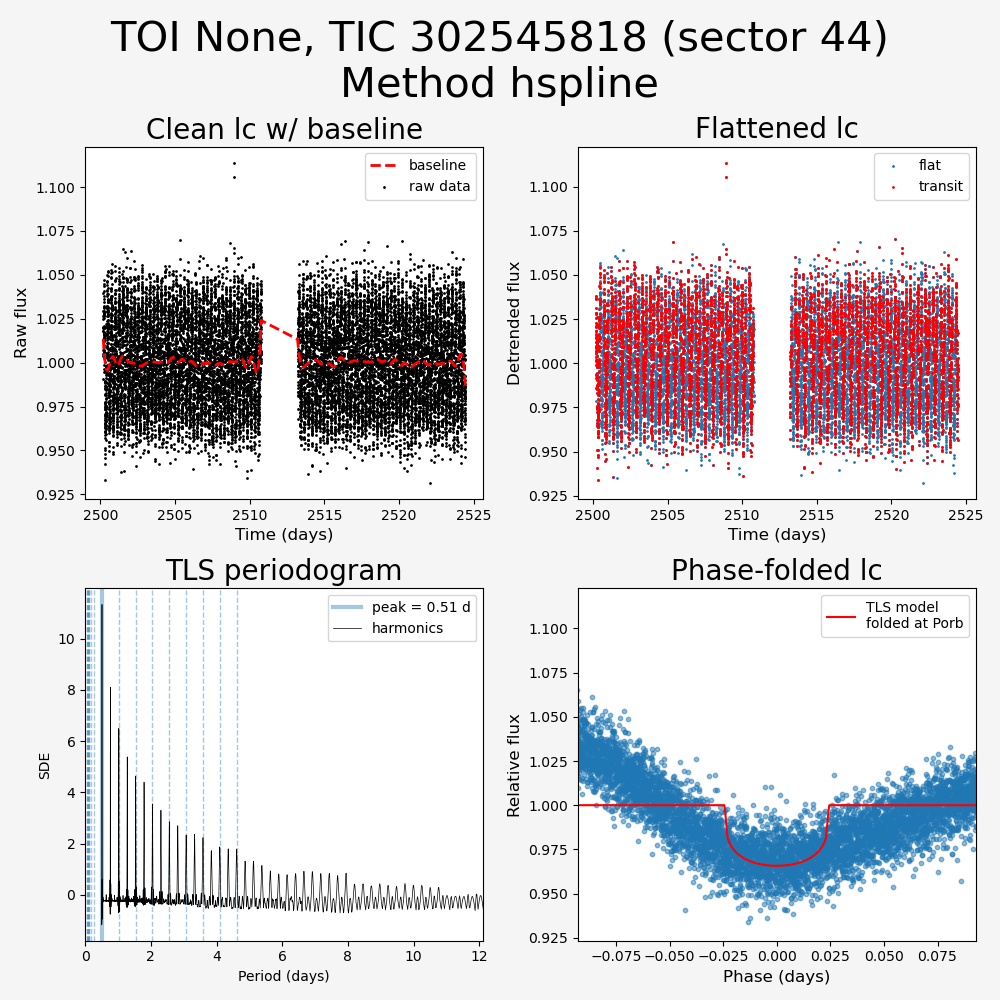 TOI None, TIC 302545818 (sector 44)
Method hspline
Clean lc w/ baseline
baseline
raw data
1.100
1.075
1.050
1.025
1.000
0.975
0.950
0.925
Raw flux
2500
2505
2510
2515
2520
2525
Time (days)
Flattened lc
flat
transit
1.100
1.075
1.050
1.025
1.000
0.975
0.950
0.925
Detrended flux
2500
2505
2510
2515
2520
2525
Time (days)
TLS periodogram
peak = 0.51 d
harmonics
10
8
6
4
2
0
SDE
0
2
4
6
8
10
12
Period (days)
Phase-folded lc
TLS model
folded at Porb
1.100
1.075
1.050
1.025
1.000
0.975
0.950
0.925
Relative flux
−0.075
−0.050
−0.025
0.000
0.025
0.050
0.075
Phase (days)